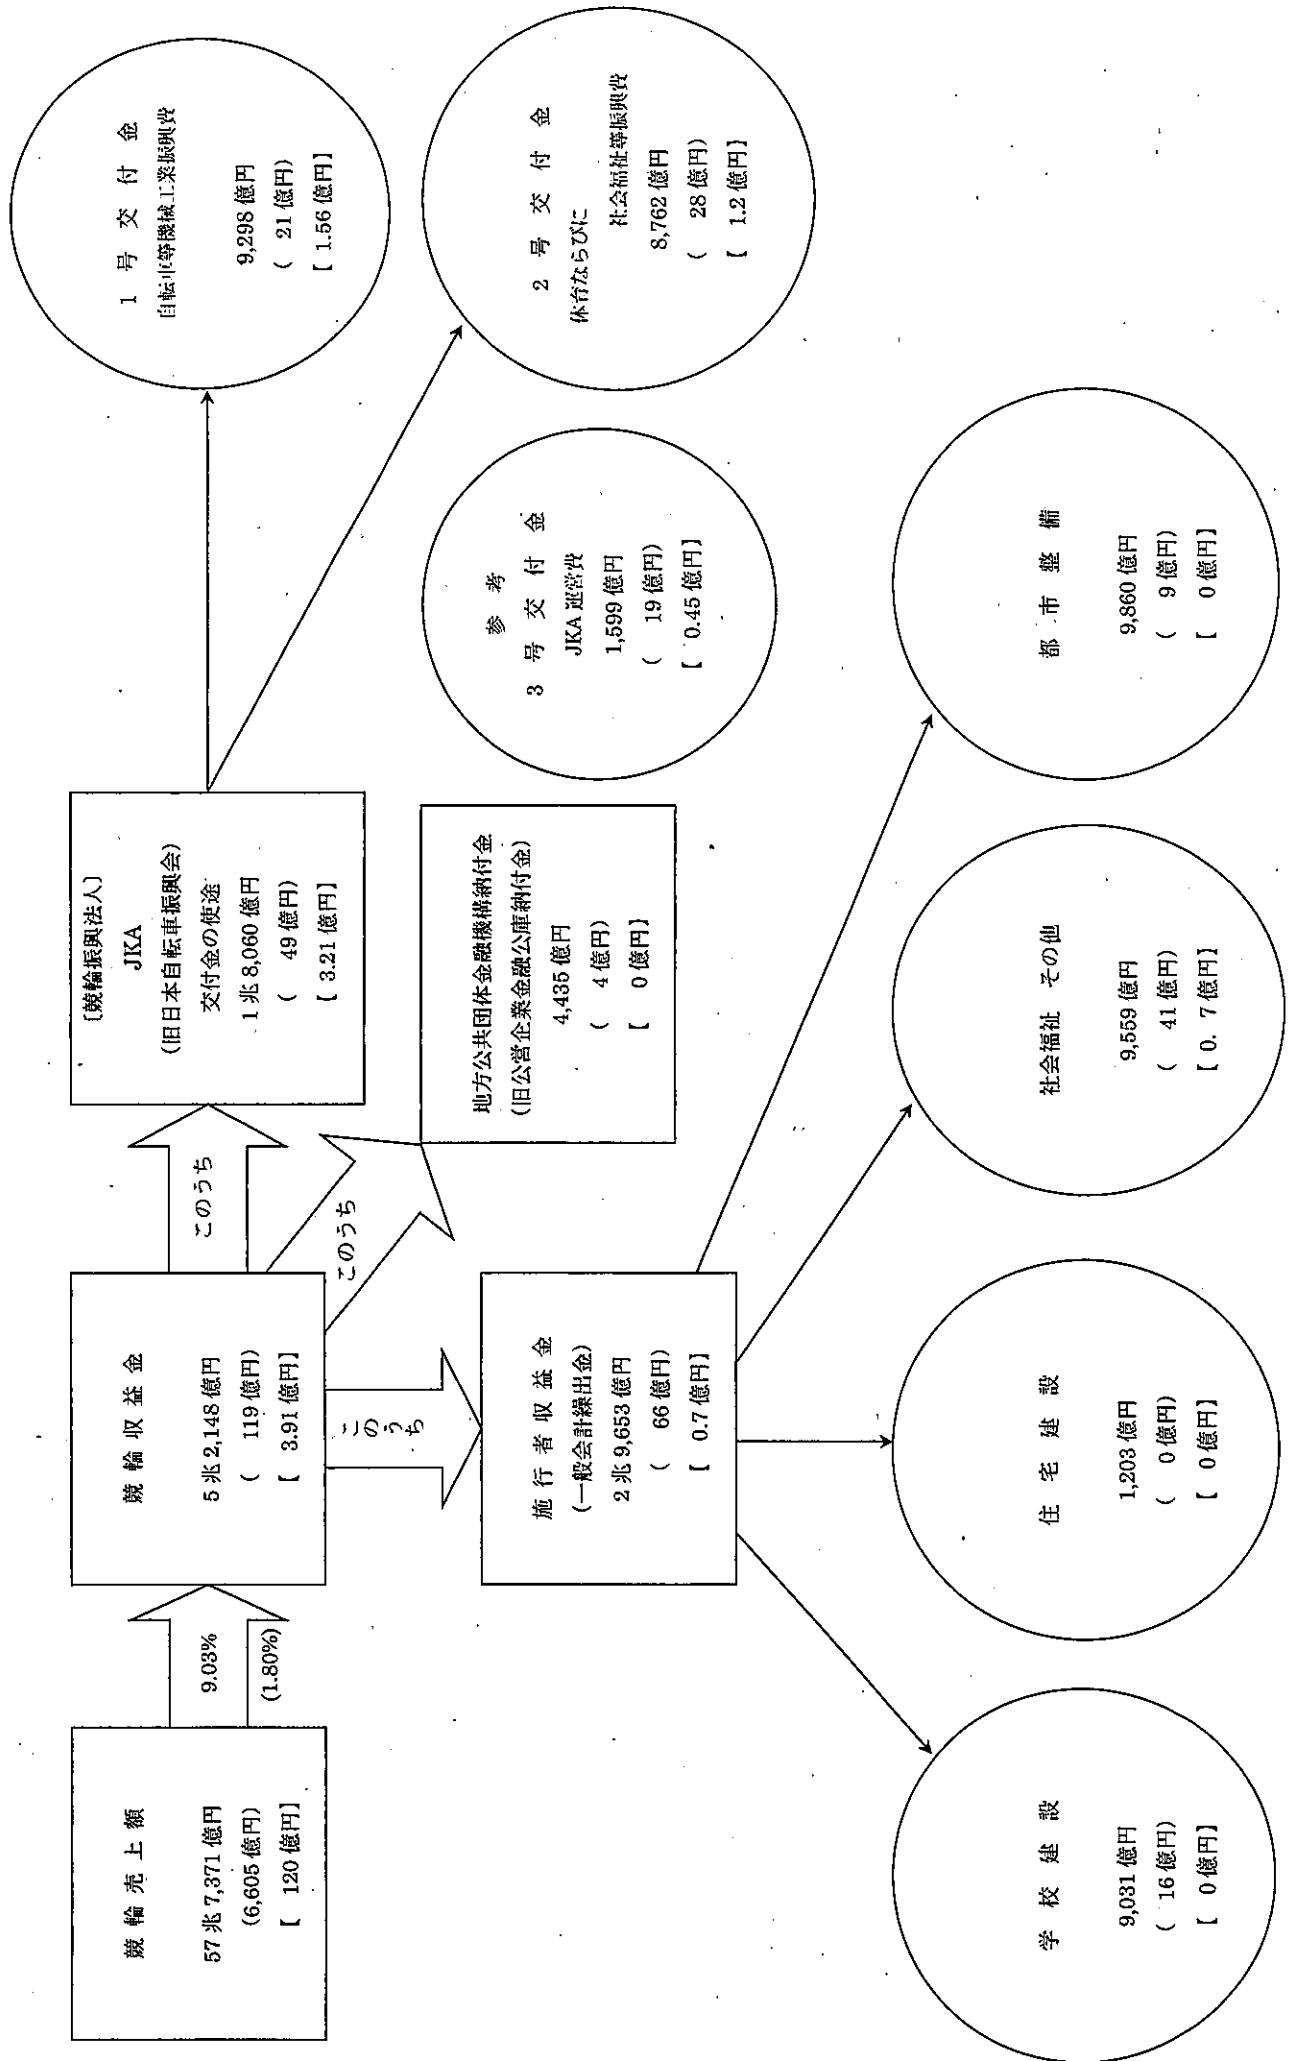 競輪売上額
57兆7,371億円
(6,605億円)
[ 120億円]
9.03%
(1.80%)
競輪収益金
5兆2,148億円
( 119億円)
[ 3.91億円]
このうち
〔競輪振興法人〕
JKA
(旧日本自転車振興会)
交付金の使途
1兆8,060億円
( 49億円)
[ 3.21億円]
1号交付金
自転車等機械工業振興費
9,298億円
( 21億円)
[ 1.56億円]
2号交付金
体育ならびに
社会福祉等振興費
8,762億円
( 28億円)
[ 1.2億円]
このうち
地方公共団体金融機構納付金
(旧公営企業金融公庫納付金)
4,435億円
( 4億円)
[ 0億円]
参考
3号交付金
JKA運営費
1,599億円
( 19億円)
[ 0.45億円]
このうち
施行者収益金
(一般会計繰出金)
2兆9,653億円
( 66億円)
[ 0.7億円]
学校建設
9,031億円
( 16億円)
[ 0億円]
住宅建設
1,203億円
( 0億円)
[ 0億円]
社会福祉 その他
9,559億円
( 41億円)
[ 0.7億円]
都市整備
9,860億円
( 9億円)
[ 0億円]